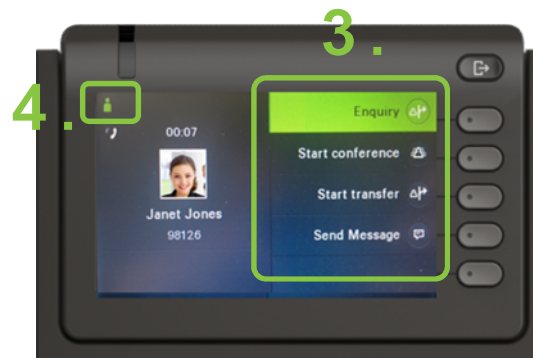 3 .
4 .
Enquiry
00:07
Start conference
Start transfer
Janet Jones
98126
Send Message